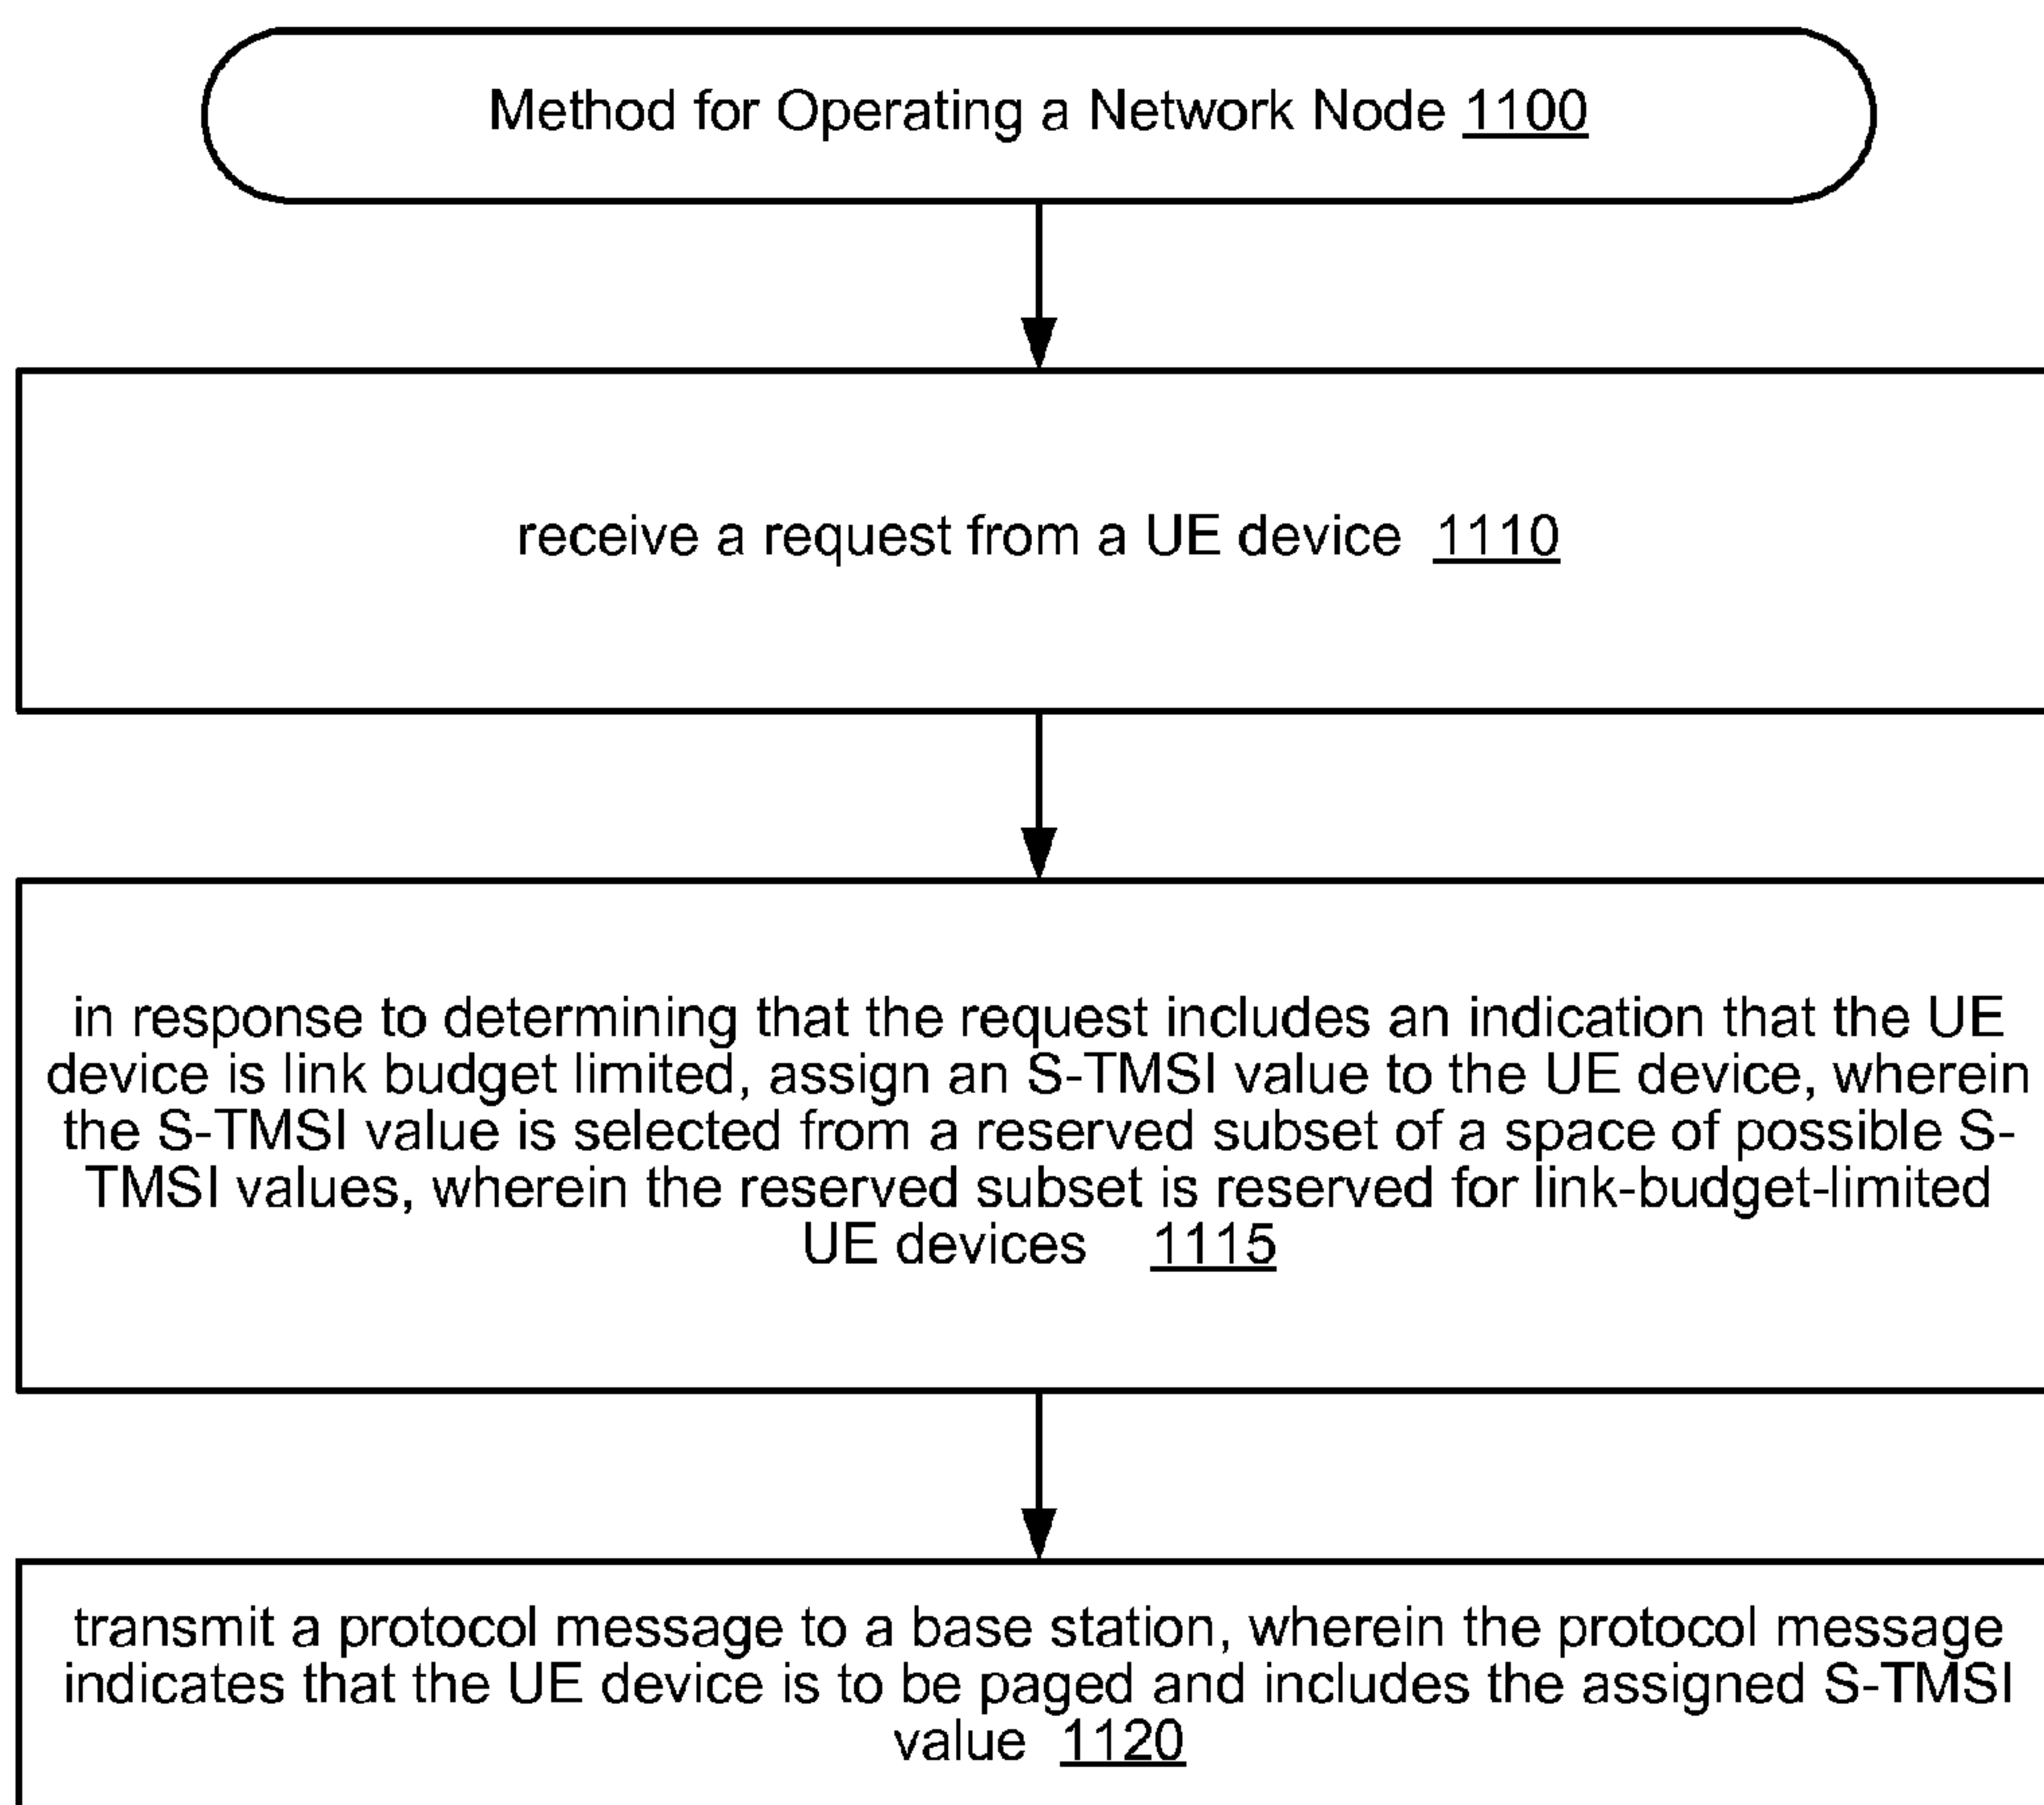 Method for Operating a Network Node 1100
receive a request from a UE device 1110
in response to determining that the request includes an indication that the UE
device is link budget limited, assign an S-TMSI value to the UE device, wherein
the S-TMSI value is selected from a reserved subset of a space of possible S-
TMSI values, wherein the reserved subset is reserved for link-budget-limited
UE devices 1115
transmit a protocol message to a base station, wherein the protocol message
indicates that the UE device is to be paged and includes the assigned S-TMSI
value 1120